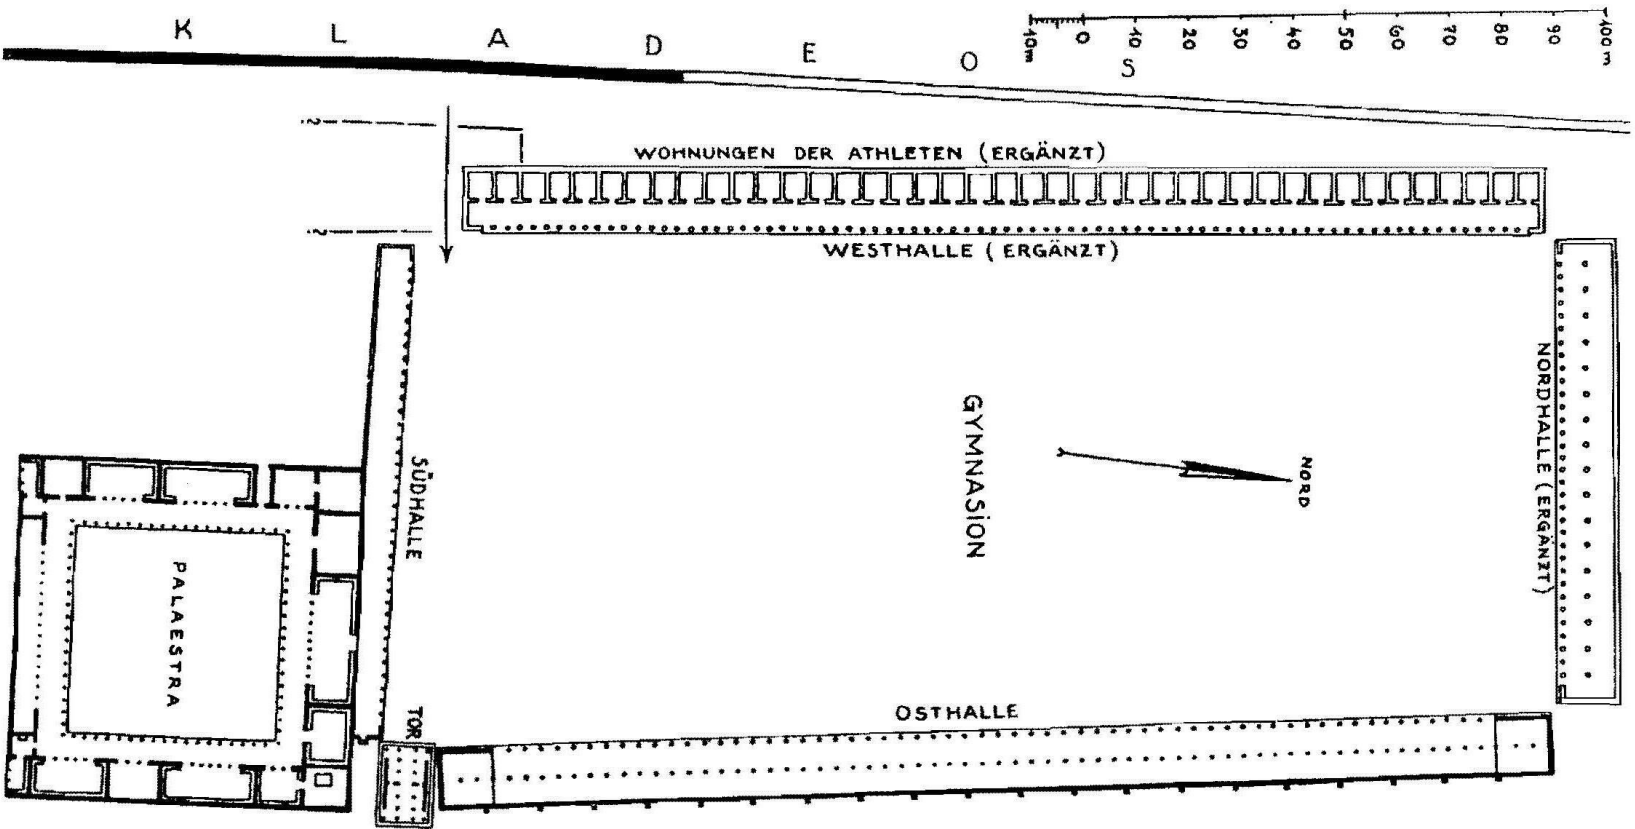 K L A D E O S
10m 0 10 20 30 40 50 60 70 80 90 100m
? 
WOHNUNGEN DER ATHLETEN (ERGÄNZT)
?
WESTHALLE (ERGÄNZT)
NORDHALLE (ERGÄNZT)
NORD
GYMNASION
SÜDHALLE
PALAESTRA
TOR
OSTHALLE